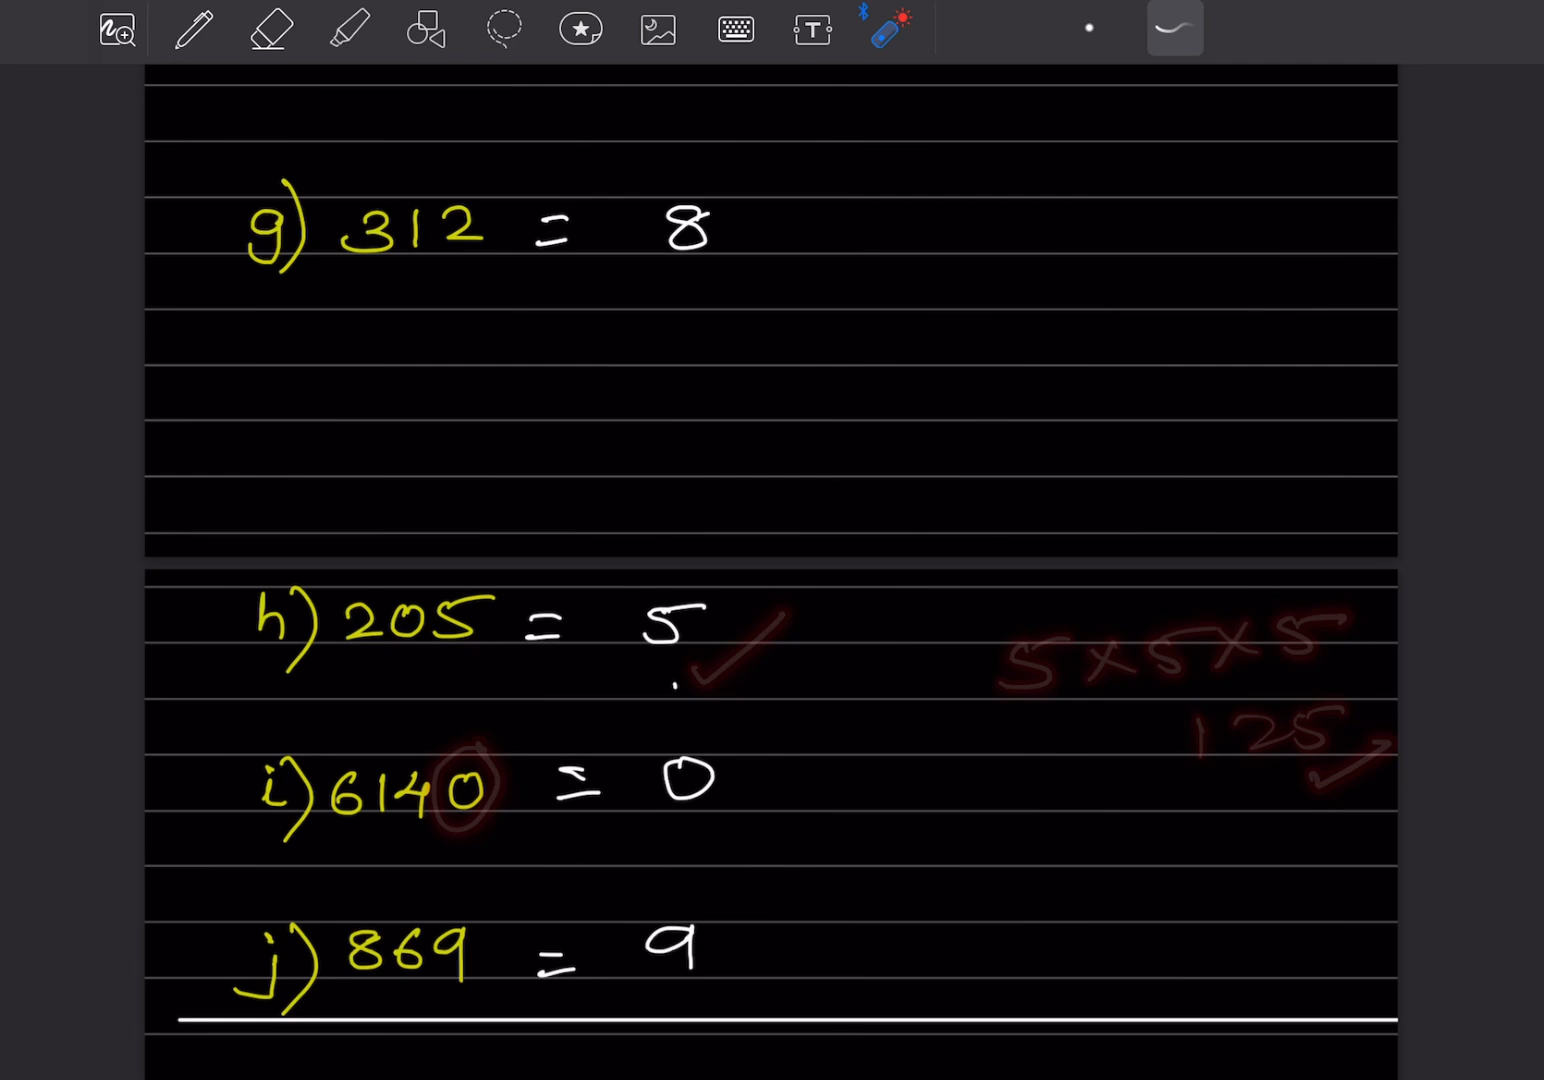 g) 312 = 8
h) 205 = 5
5 x 5 x 5
125
i) 6140 = 0
j) 869 = 9